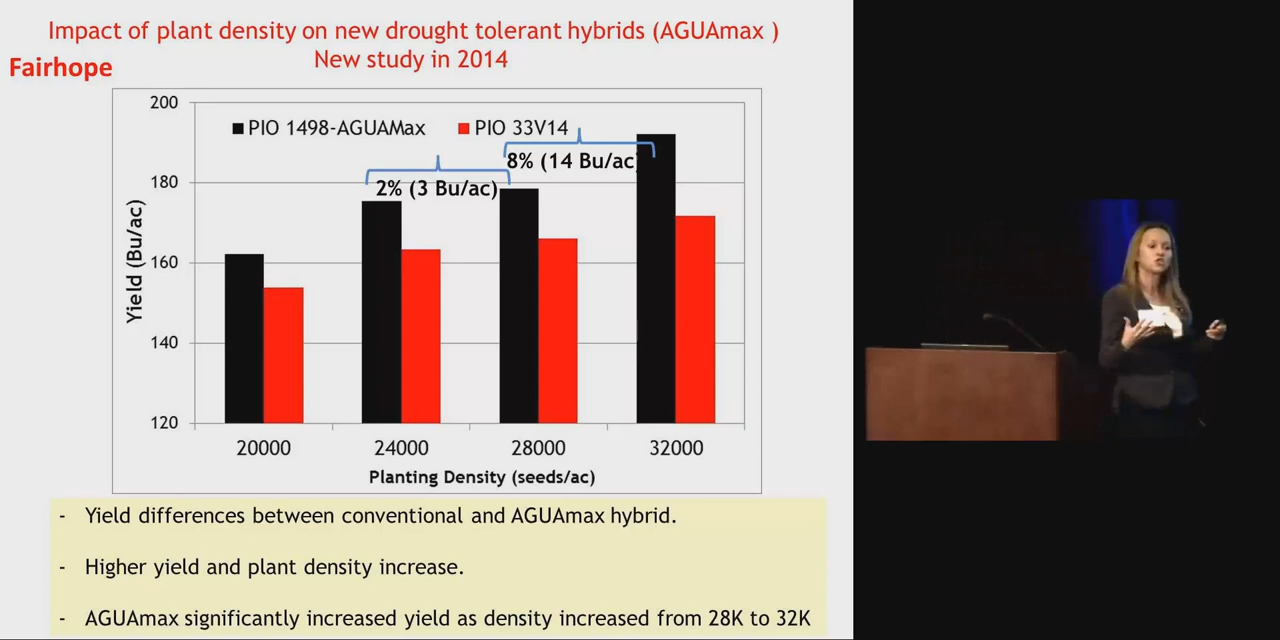 Impact of plant density on new drought tolerant hybrids (AGUAmax )
New study in 2014
Fairhope
PIO 1498-AGUAMax
PIO 33V14
8% (14 Bu/ac)
2% (3 Bu/ac)
Yield (Bu/ac)
200
180
160
140
120
20000
24000
28000
32000
Planting Density (seeds/ac)
- Yield differences between conventional and AGUAmax hybrid.
- Higher yield and plant density increase.
- AGUAmax significantly increased yield as density increased from 28K to 32K